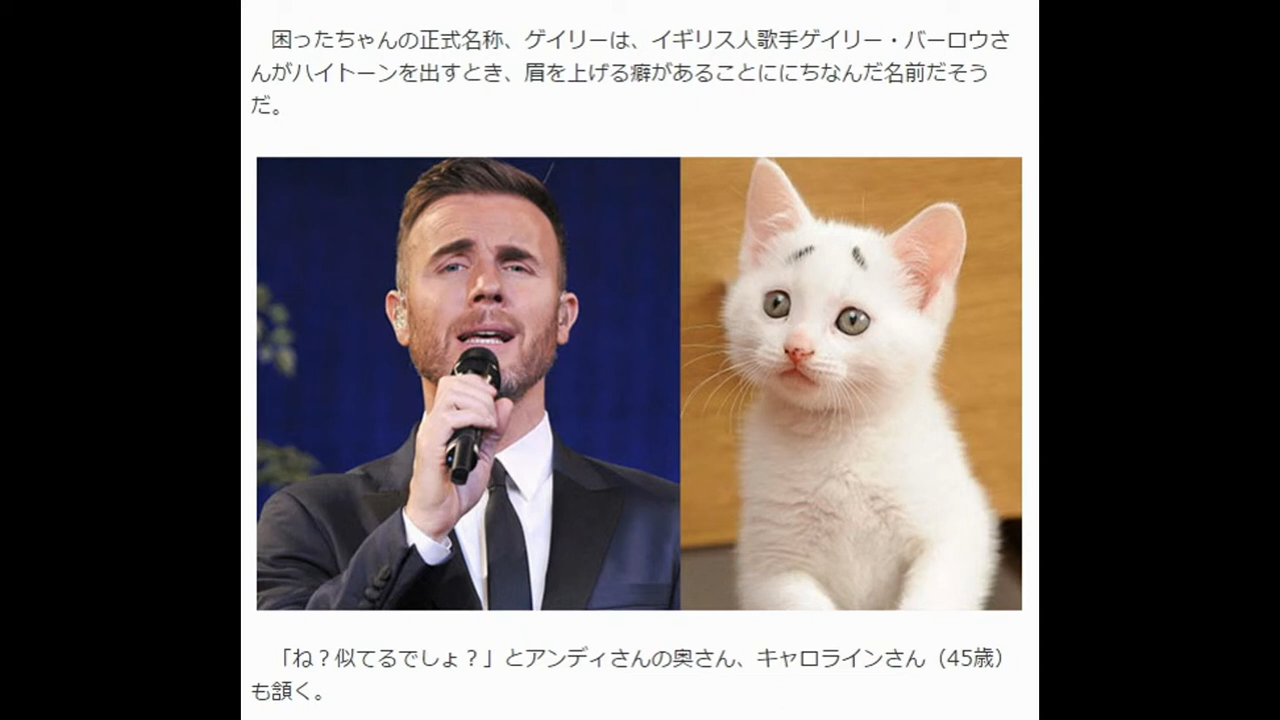 困ったちゃんの正式名称、ゲイリーは、イギリス人歌手ゲイリー・バーロウさ
んがハイトーンを出すとき、眉を上げる癖があることににちなんだ名前だそう
だ。
「ね？似てるでしょ？」とアンディさんの奥さん、キャロラインさん（45歳）
も頷く。